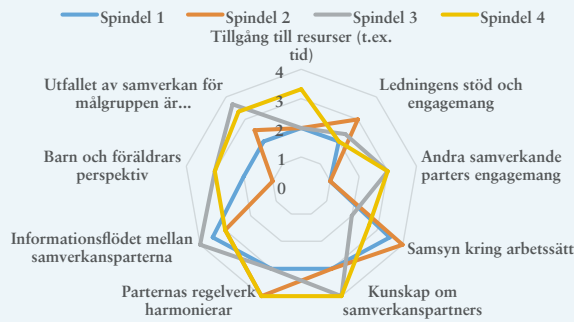 Spindel 1
Spindel 2
Spindel 3
Spindel 4
Tillgång till resurser (t.ex.
tid)
Ledningens stöd och
engagemang
Andra samverkande
parters engagemang
Samsyn kring arbetssätt
Kunskap om
samverkanspartners
Parternas regelverk
harmonierar
Informationsflödet mellan
samverkansparterna
Barn och föräldrars
perspektiv
Utfallet av samverkan för
målgruppen är...
4
3
2
1
0